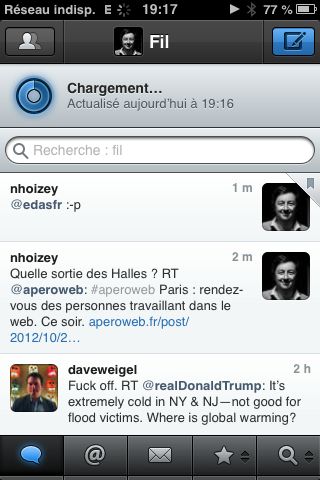 Réseau indisp. E 19:17 77 %
Fil
Chargement...
Actualisé aujourd'hui à 19:16
Recherche : fil
nhoizey 1 m
@edasfr :-p
nhoizey 2 m
Quelle sortie des Halles ? RT
@aperoweb: #aperoweb Paris : rendez-
vous des personnes travaillant dans le
web. Ce soir. aperoweb.fr/post/
2012/10/2…
daveweigel 2 h
Fuck off. RT @realDonaldTrump: It's
extremely cold in NY & NJ—not good for
flood victims. Where is global warming?
@